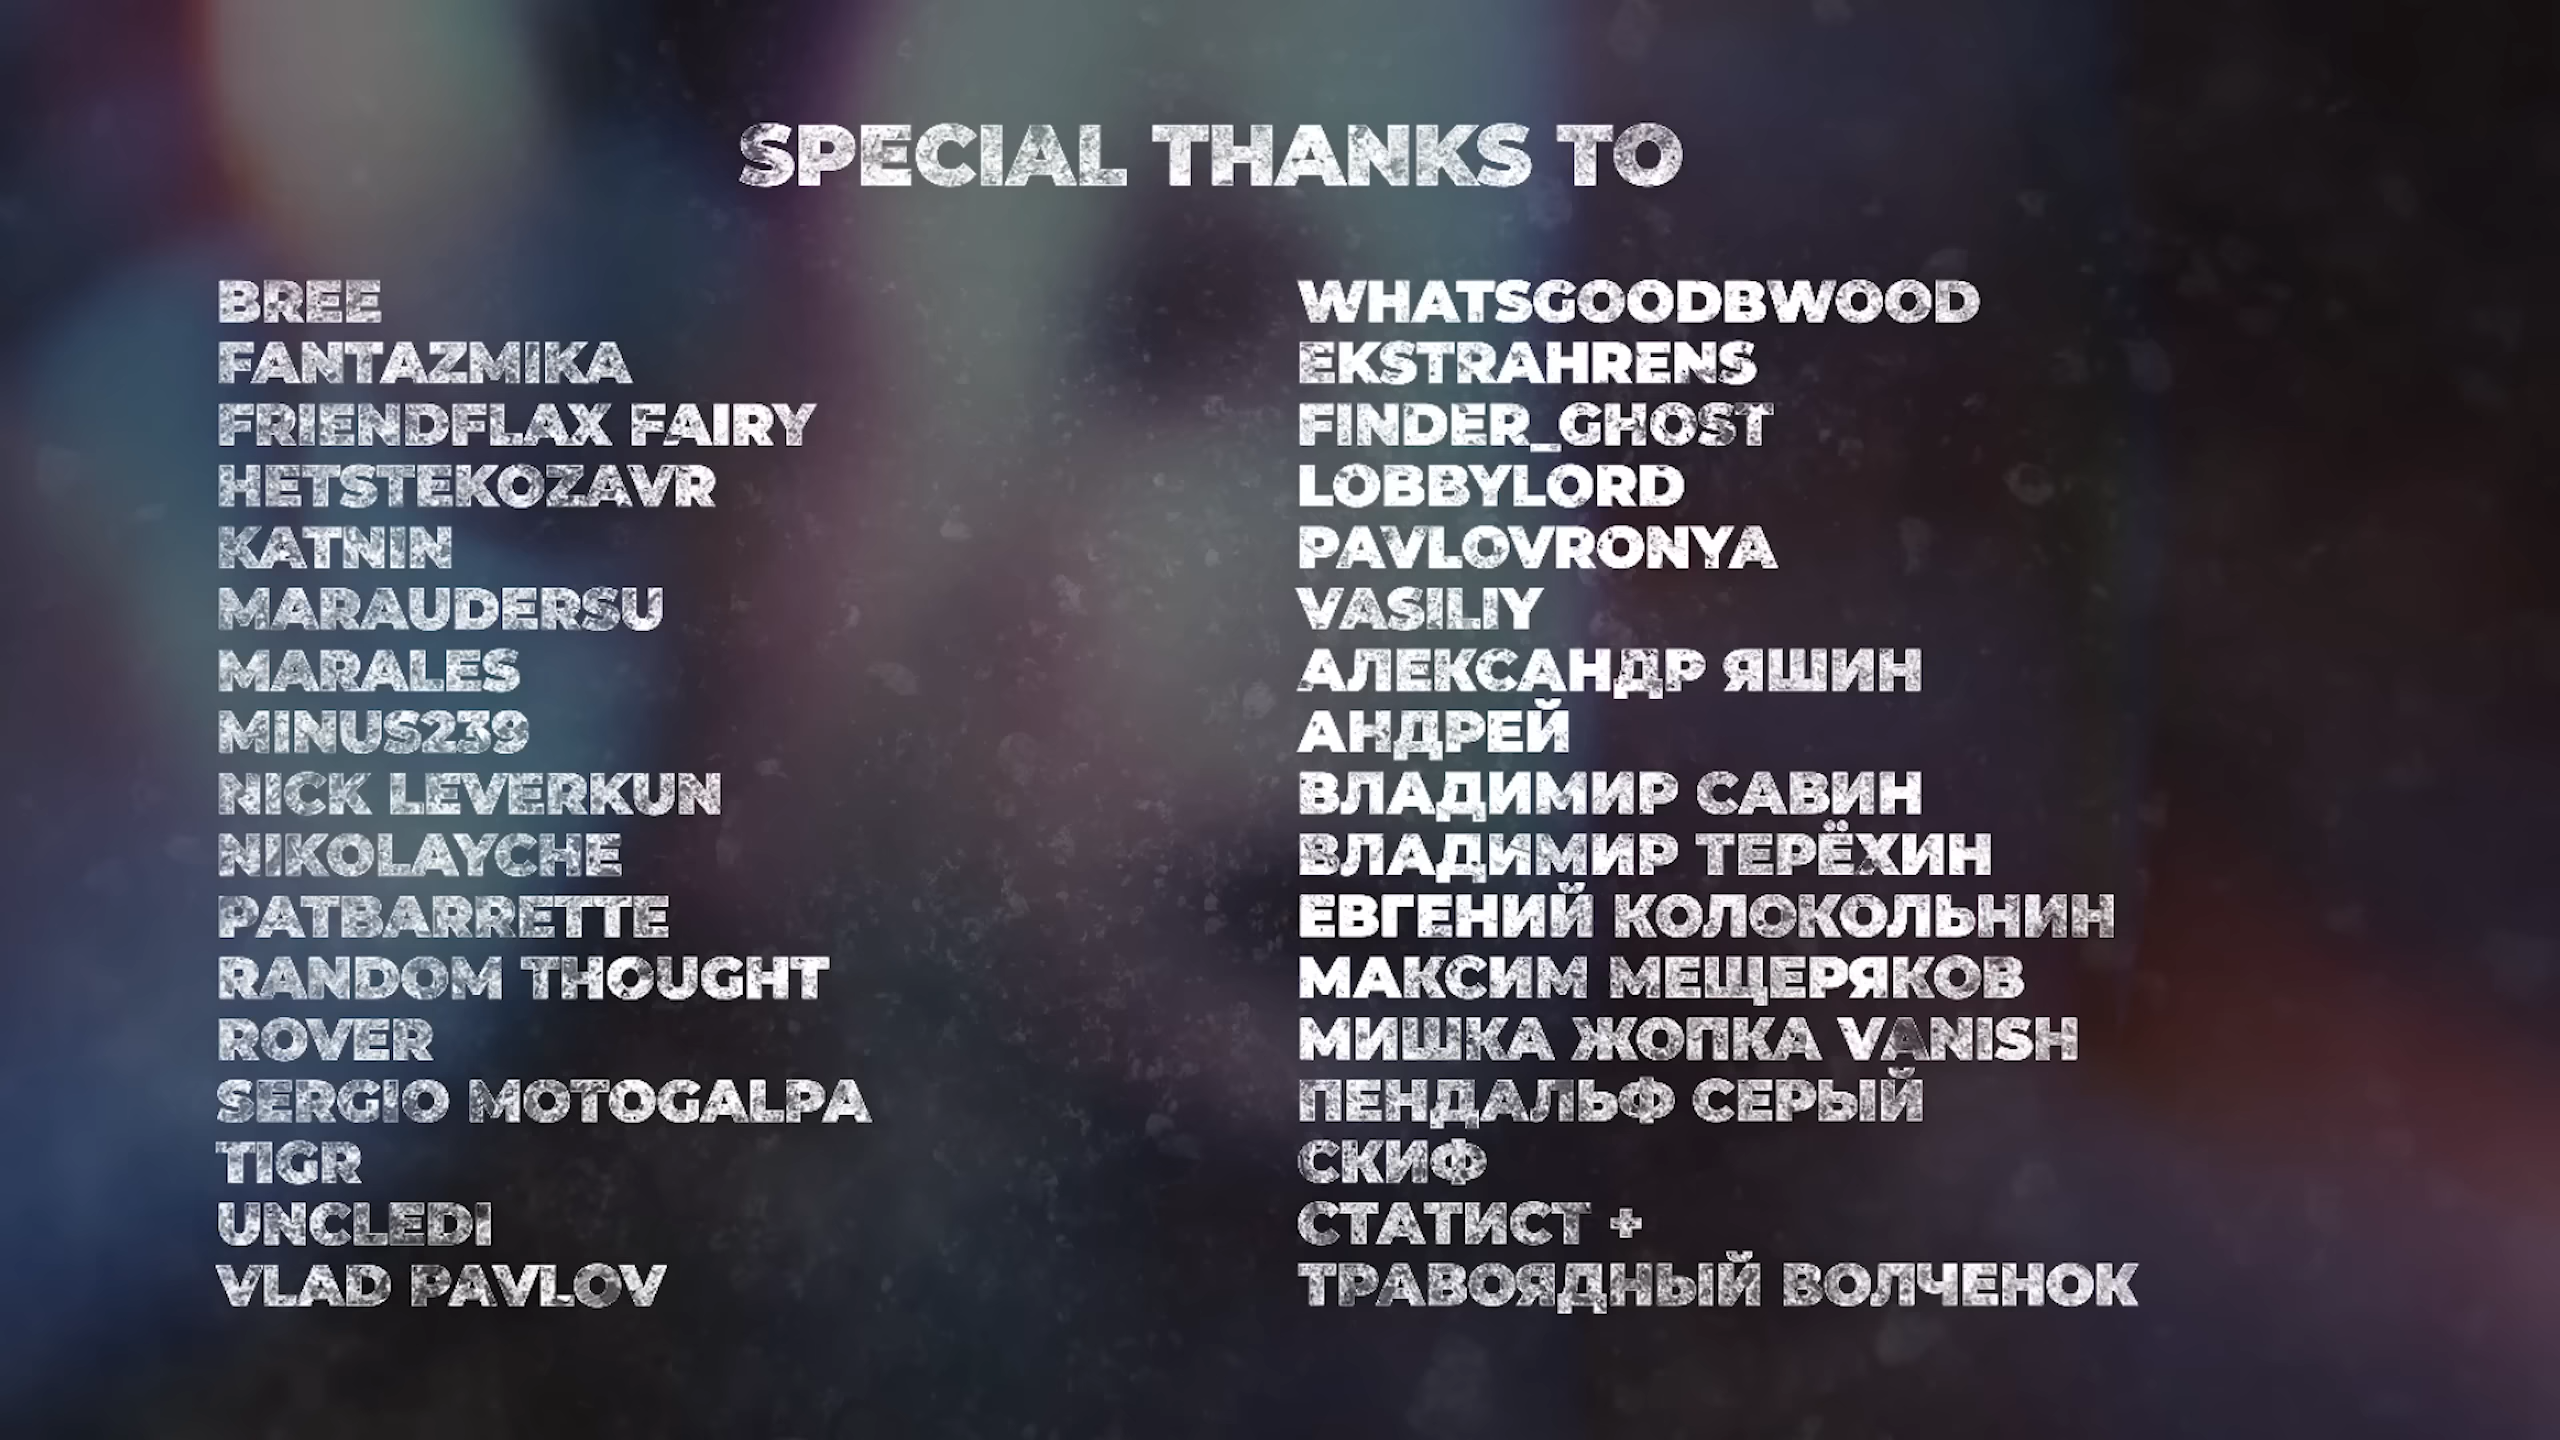 SPECIAL THANKS TO
BREE
FANTAZMIKA
FRIENDFLAX FAIRY
HETSTEKOZAVR
KATNIN
MARAUDERSU
MARALES
MINUS239
NICK LEVERKUN
NIKOLAYCHE
PATBARRETTE
RANDOM THOUGHT
ROVER
SERGIO MOTOGALPA
TIGR
UNCLEDI
VLAD PAVLOV
WHATSGOODBWOOD
EKSTRAHRENS
FINDER_GHOST
LOBBYLORD
PAVLOVRONYA
VASILIY
АЛЕКСАНДР ЯШИН
АНДРЕЙ
ВЛАДИМИР САВИН
ВЛАДИМИР ТЕРЁХИН
ЕВГЕНИЙ КОЛОКОЛЬНИН
МАКСИМ МЕЩЕРЯКОВ
МИШКА ЖОПКА VANISH
ПЕНДАЛЬФ СЕРЫЙ
СКИФ
СТАТИСТ +
ТРАВОЯДНЫЙ ВОЛЧЕНОК